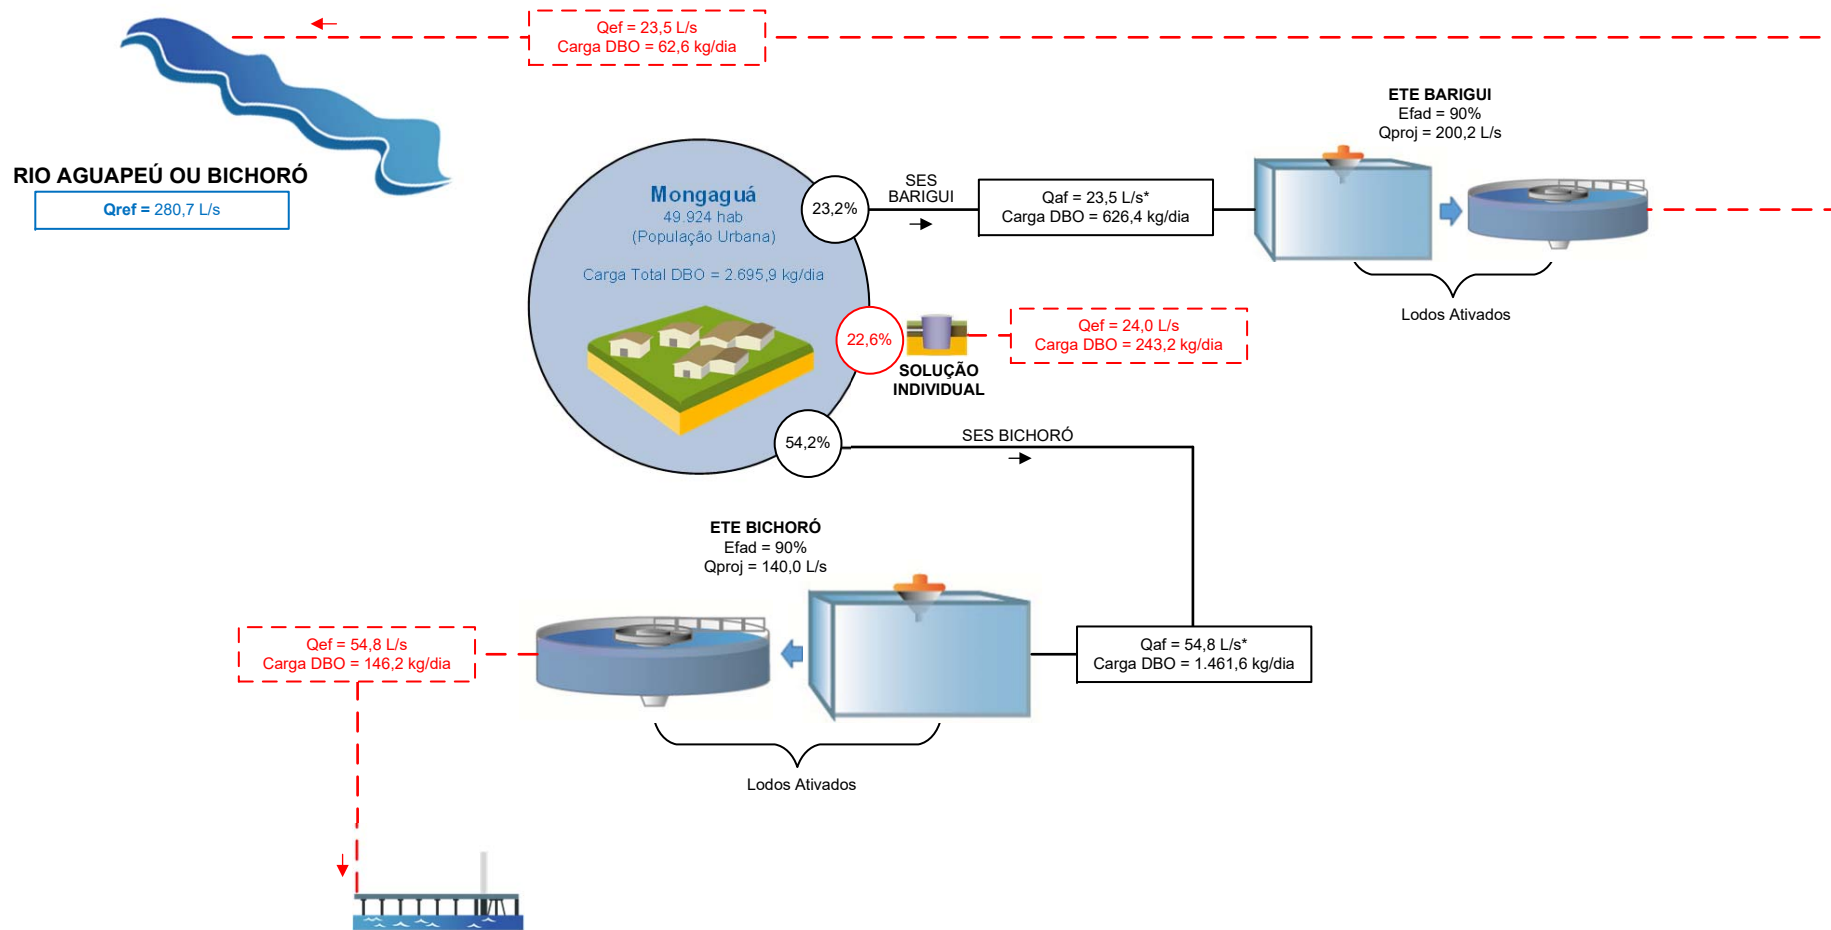 Qef = 23,5 L/s
Carga DBO = 62,6 kg/dia
ETE BARIGUI
Efad = 90%
Qproj = 200,2 L/s
RIO AGUAPEÚ OU BICHORÓ
Qref = 280,7 L/s
Mongaguá
49.924 hab
(População Urbana)
Carga Total DBO = 2.695,9 kg/dia
23,2%
SES
BARIGUI
Qaf = 23,5 L/s*
Carga DBO = 626,4 kg/dia
Lodos Ativados
22,6%
SOLUÇÃO
INDIVIDUAL
Qef = 24,0 L/s
Carga DBO = 243,2 kg/dia
54,2%
SES BICHORÓ
ETE BICHORÓ
Efad = 90%
Qproj = 140,0 L/s
Qef = 54,8 L/s
Carga DBO = 146,2 kg/dia
Qaf = 54,8 L/s*
Carga DBO = 1.461,6 kg/dia
Lodos Ativados